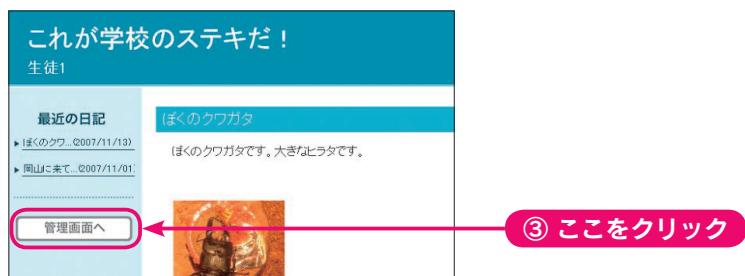 これが学校のステキだ！
生徒1
最近の日記
ぼくのクワ...(2007/11/13)
岡山に来て...(2007/11/01)
管理画面へ
ぼくのクワガタ
ぼくのクワガタです。大きなヒラタです。
③ ここをクリック